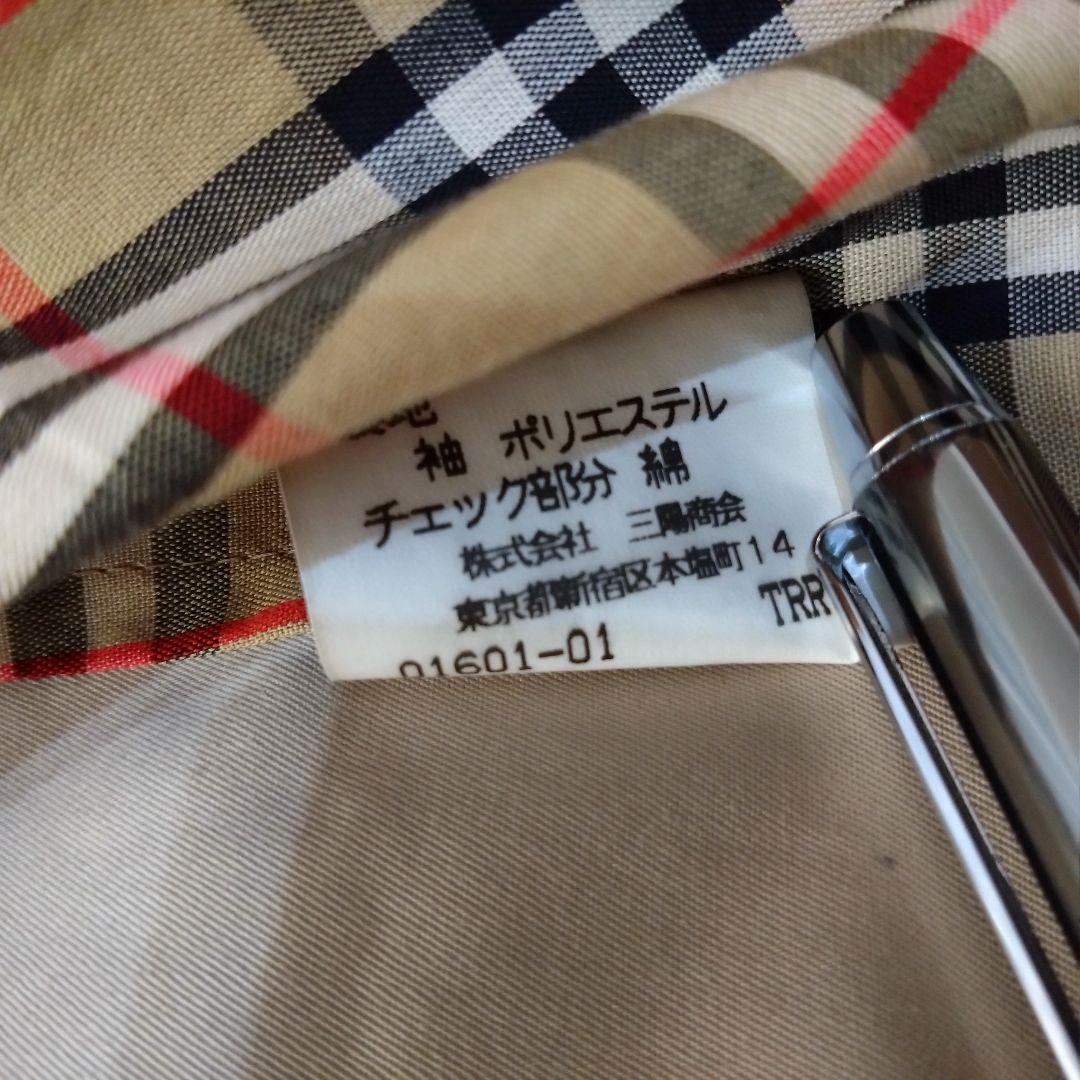 袖 ポリエステル
チェック部分 綿
株式会社 三陽商会
東京都新宿区本塩町14
TRR
01601-01